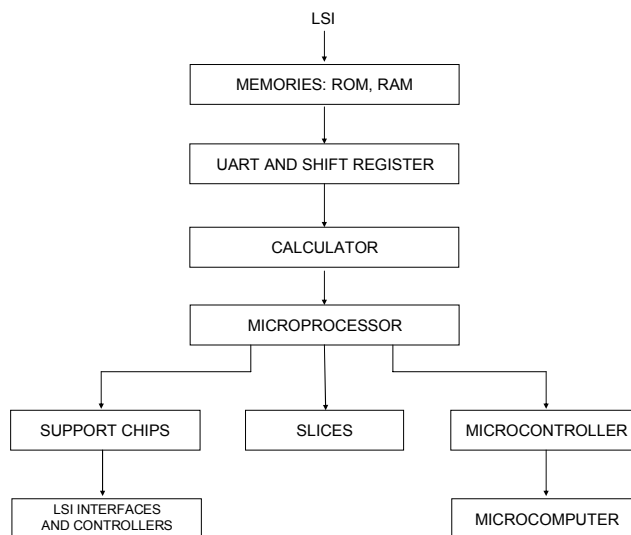 LSI
MEMORIES: ROM, RAM
UART AND SHIFT REGISTER
CALCULATOR
MICROPROCESSOR
SUPPORT CHIPS
SLICES
MICROCONTROLLER
LSI INTERFACES
AND CONTROLLERS
MICROCOMPUTER